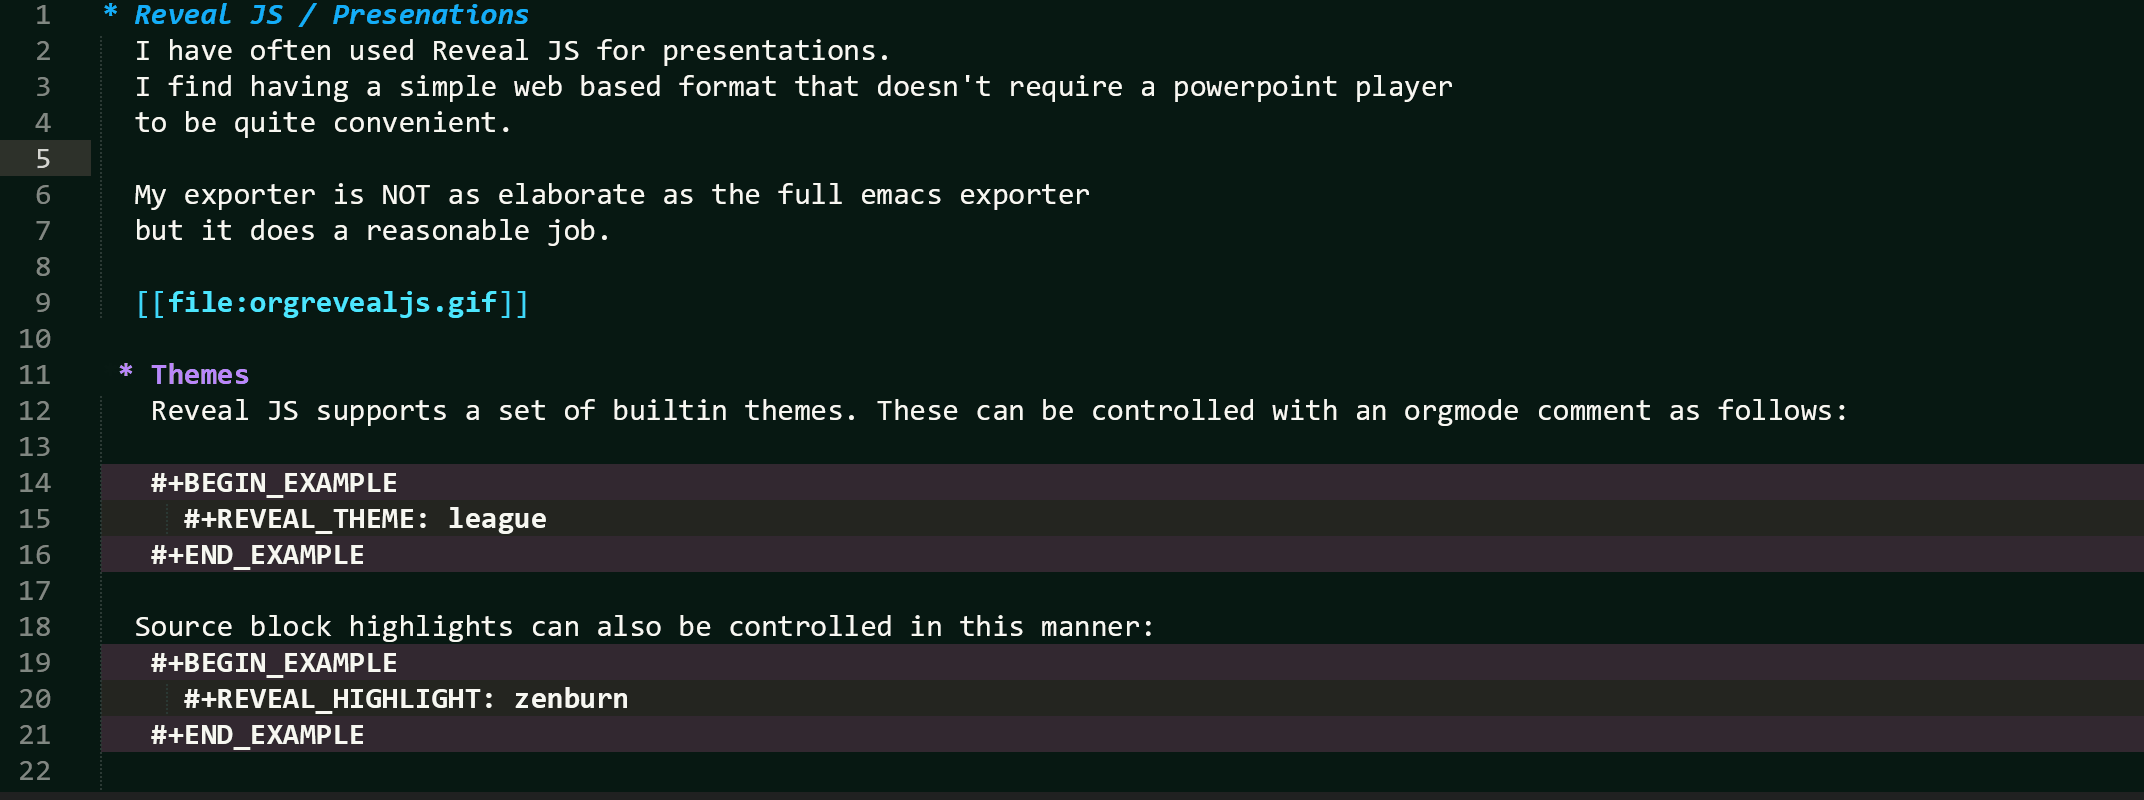 1 * Reveal JS / Presenations
2 I have often used Reveal JS for presentations.
3 I find having a simple web based format that doesn't require a powerpoint player
4 to be quite convenient.
5
6 My exporter is NOT as elaborate as the full emacs exporter
7 but it does a reasonable job.
8
9 [[file:orgrevealjs.gif]]
10
11 * Themes
12 Reveal JS supports a set of builtin themes. These can be controlled with an orgmode comment as follows:
13
14 #+BEGIN_EXAMPLE
15 #+REVEAL_THEME: league
16 #+END_EXAMPLE
17
18 Source block highlights can also be controlled in this manner:
19 #+BEGIN_EXAMPLE
20 #+REVEAL_HIGHLIGHT: zenburn
21 #+END_EXAMPLE
22